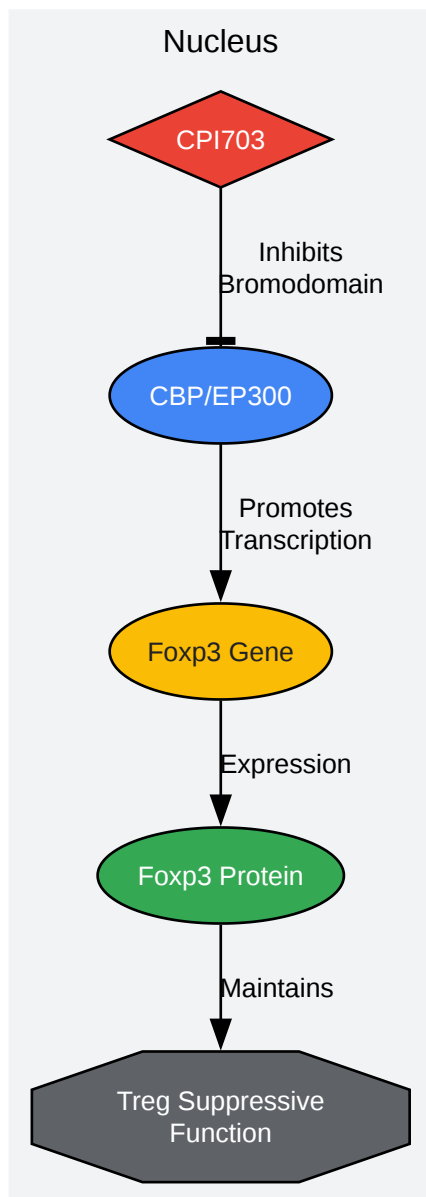 Nucleus
CPI703
Inhibits
Bromodomain
CBP/EP300
Promotes
Transcription
Foxp3 Gene
Expression
Foxp3 Protein
Maintains
Treg Suppressive
Function